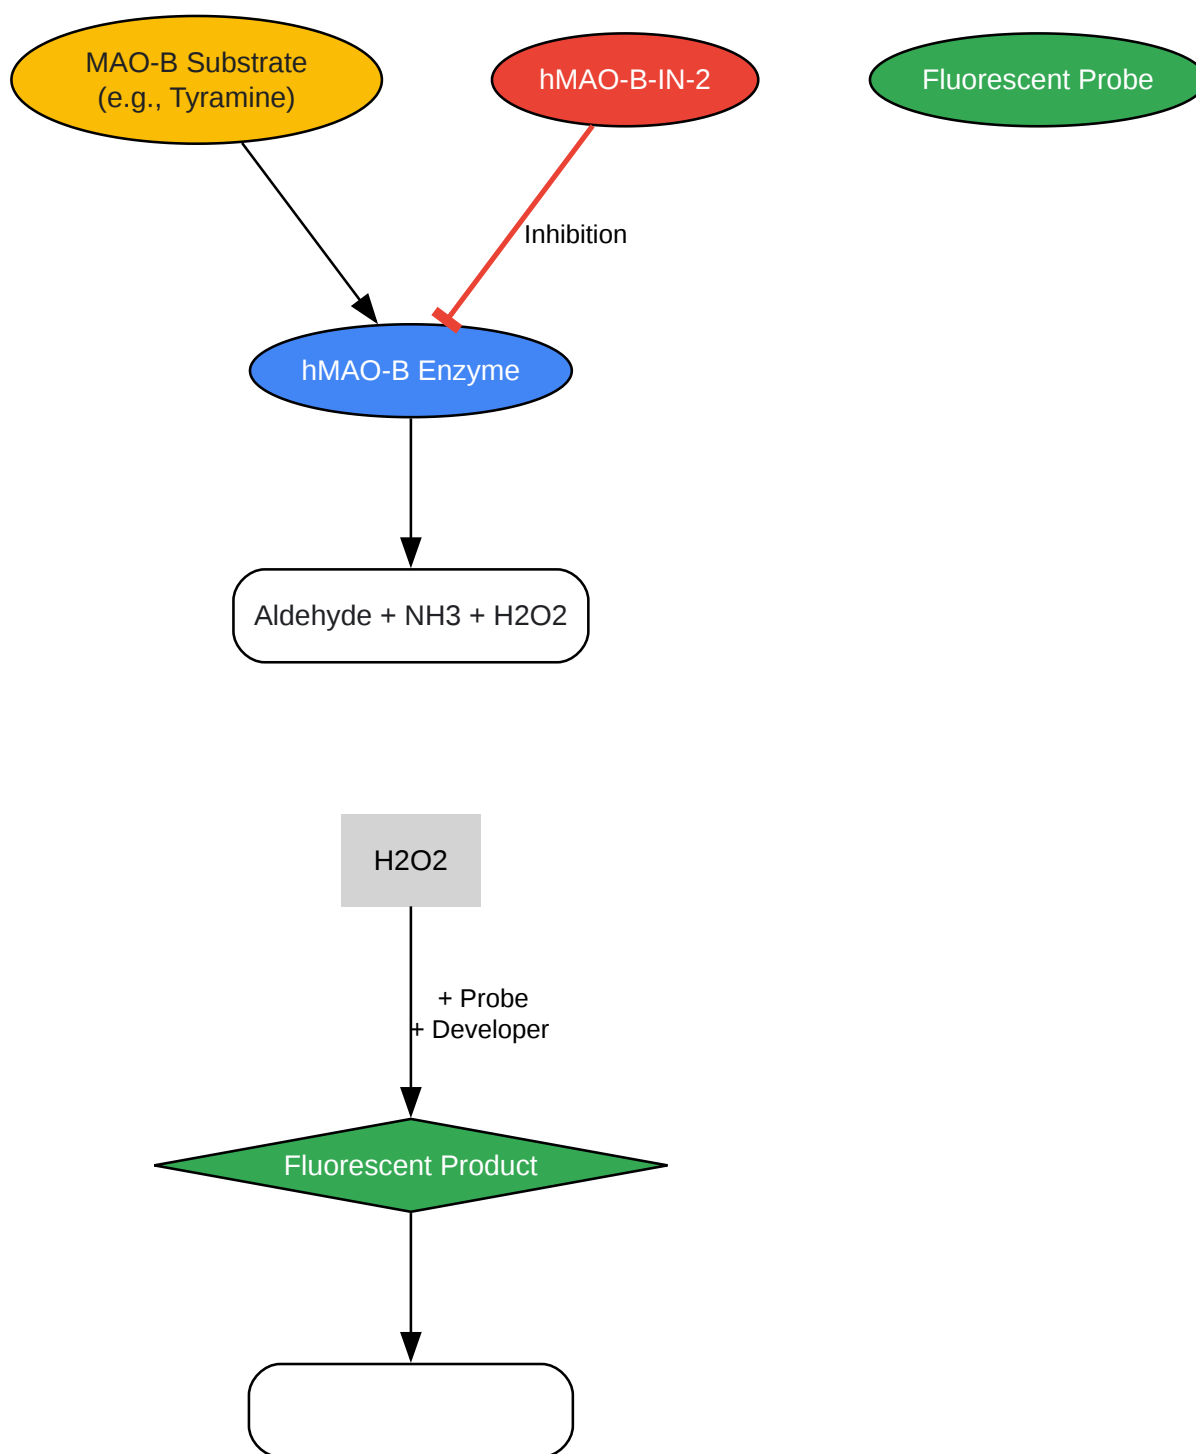 MAO-B Substrate
(e.g., Tyramine)
hMAO-B-IN-2
Fluorescent Probe
Inhibition
hMAO-B Enzyme
Aldehyde + NH3 + H2O2
H2O2
+ Probe
+ Developer
Fluorescent Product